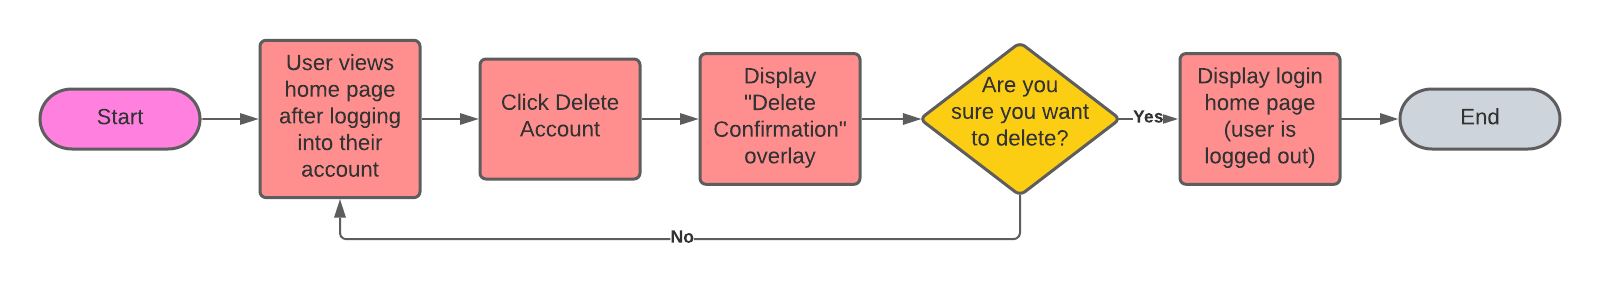 Start
User views
home page
after logging
into their
account
Click Delete
Account
Display
"Delete
Confirmation"
overlay
Are you
sure you want
to delete?
Yes
Display login
home page
(user is
logged out)
End
No